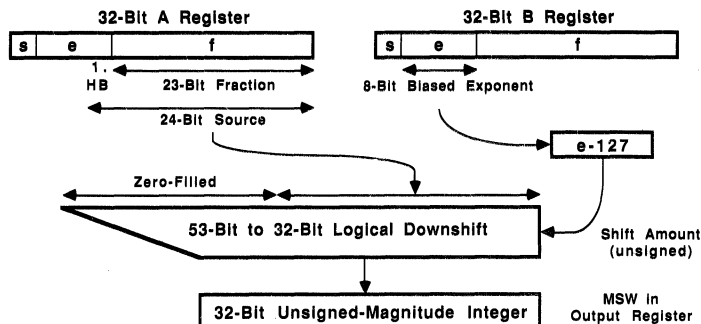 32-Bit A Register
32-Bit B Register
s e f
s e f
1.
HB
23-Bit Fraction
8-Bit Biased Exponent
24-Bit Source
e-127
Zero-Filled
53-Bit to 32-Bit Logical Downshift
Shift Amount
(unsigned)
32-Bit Unsigned-Magnitude Integer
MSW in
Output Register